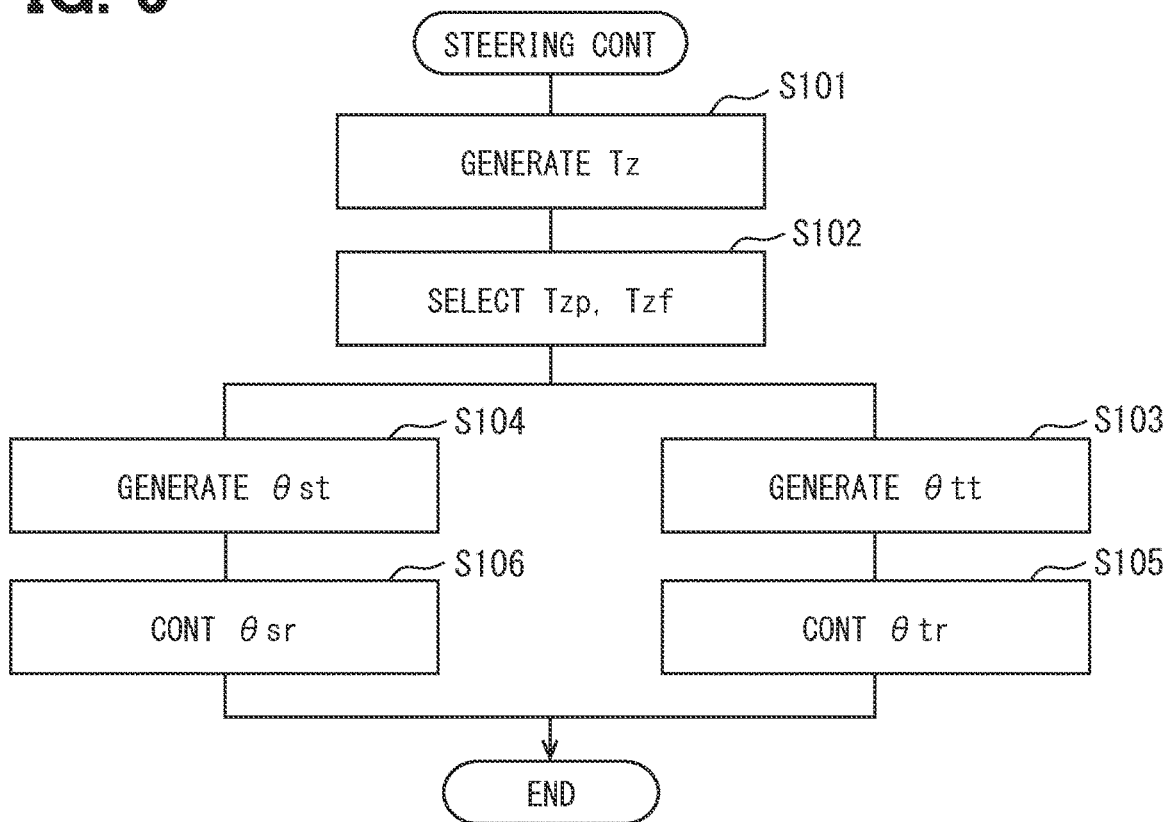 STEERING CONT
S101
GENERATE Tz
S102
SELECT Tzp, Tzf
S104
GENERATE θst
S103
GENERATE θtt
S106
CONT θsr
S105
CONT θtr
END